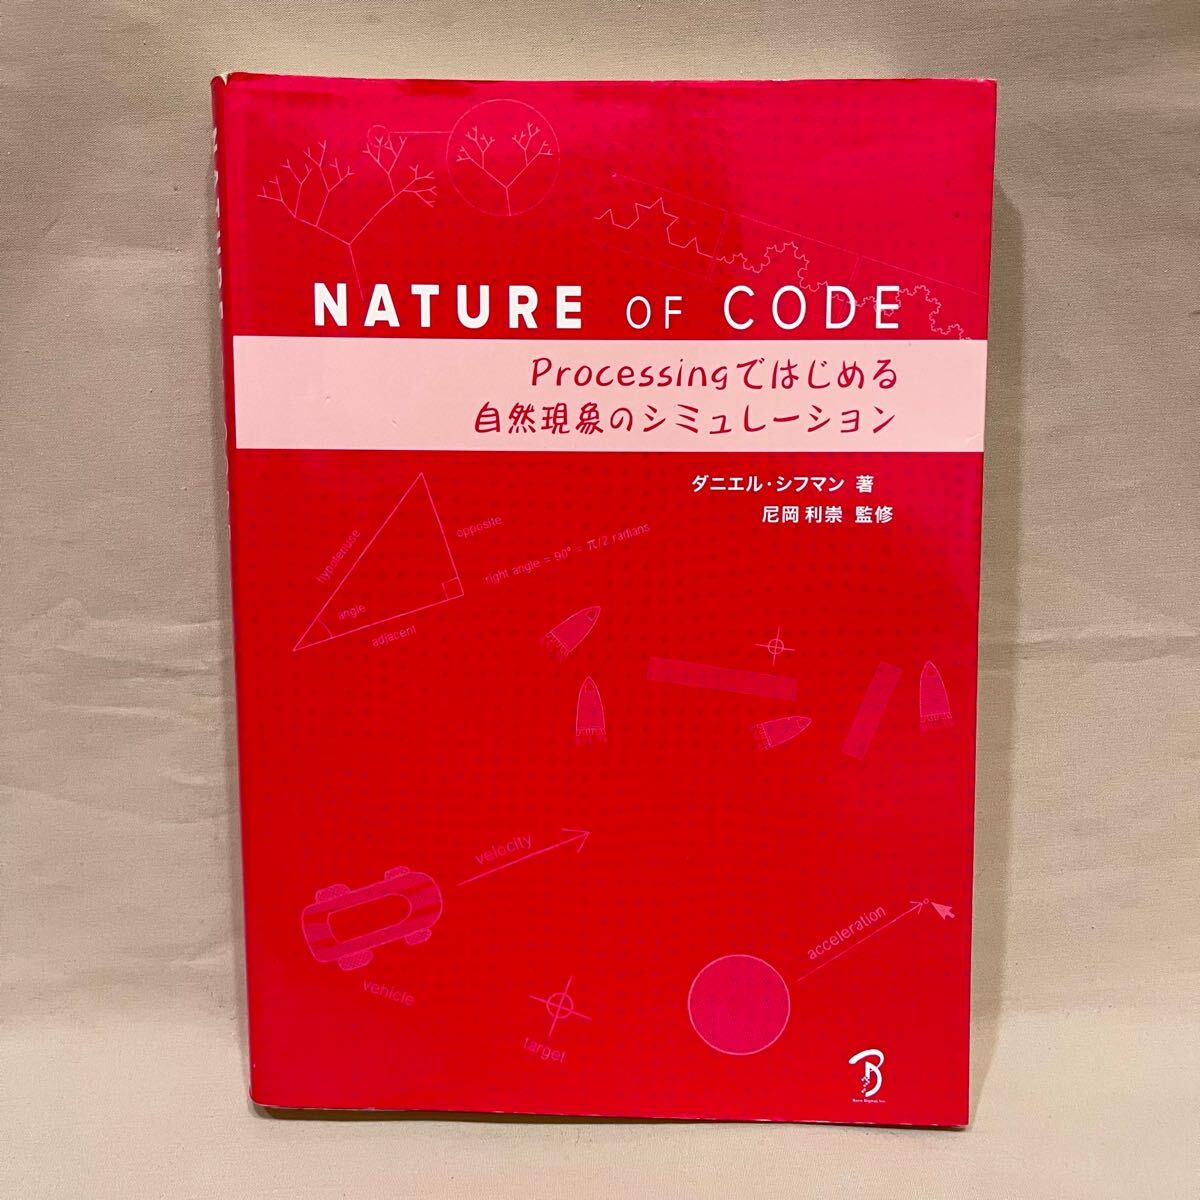 NATURE OF CODE
Processingではじめる
自然現象のシミュレーション
ダニエル・シフマン 著
尼岡 利崇 監修
hypotenuse
opposite
right angle = 90° = π/2 radians
angle
adjacent
velocity
vehicle
target
acceleration
Born Digital, Inc.